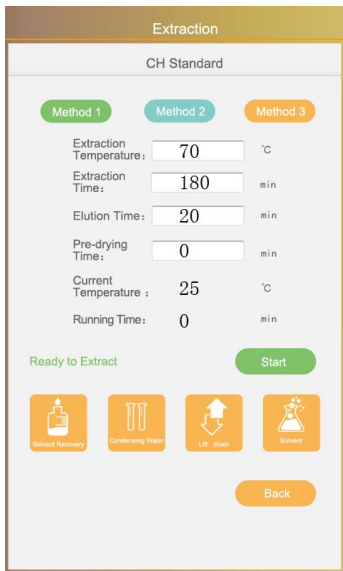 Extraction
CH Standard
Method 1 Method 2 Method 3
Extraction Temperature: 70 °C
Extraction Time: 180 min
Elution Time: 20 min
Pre-drying Time: 0 min
Current Temperature : 25 °C
Running Time: 0 min
Ready to Extract Start
Solvent Recovery Condensing Water Lift down Solvent
Back